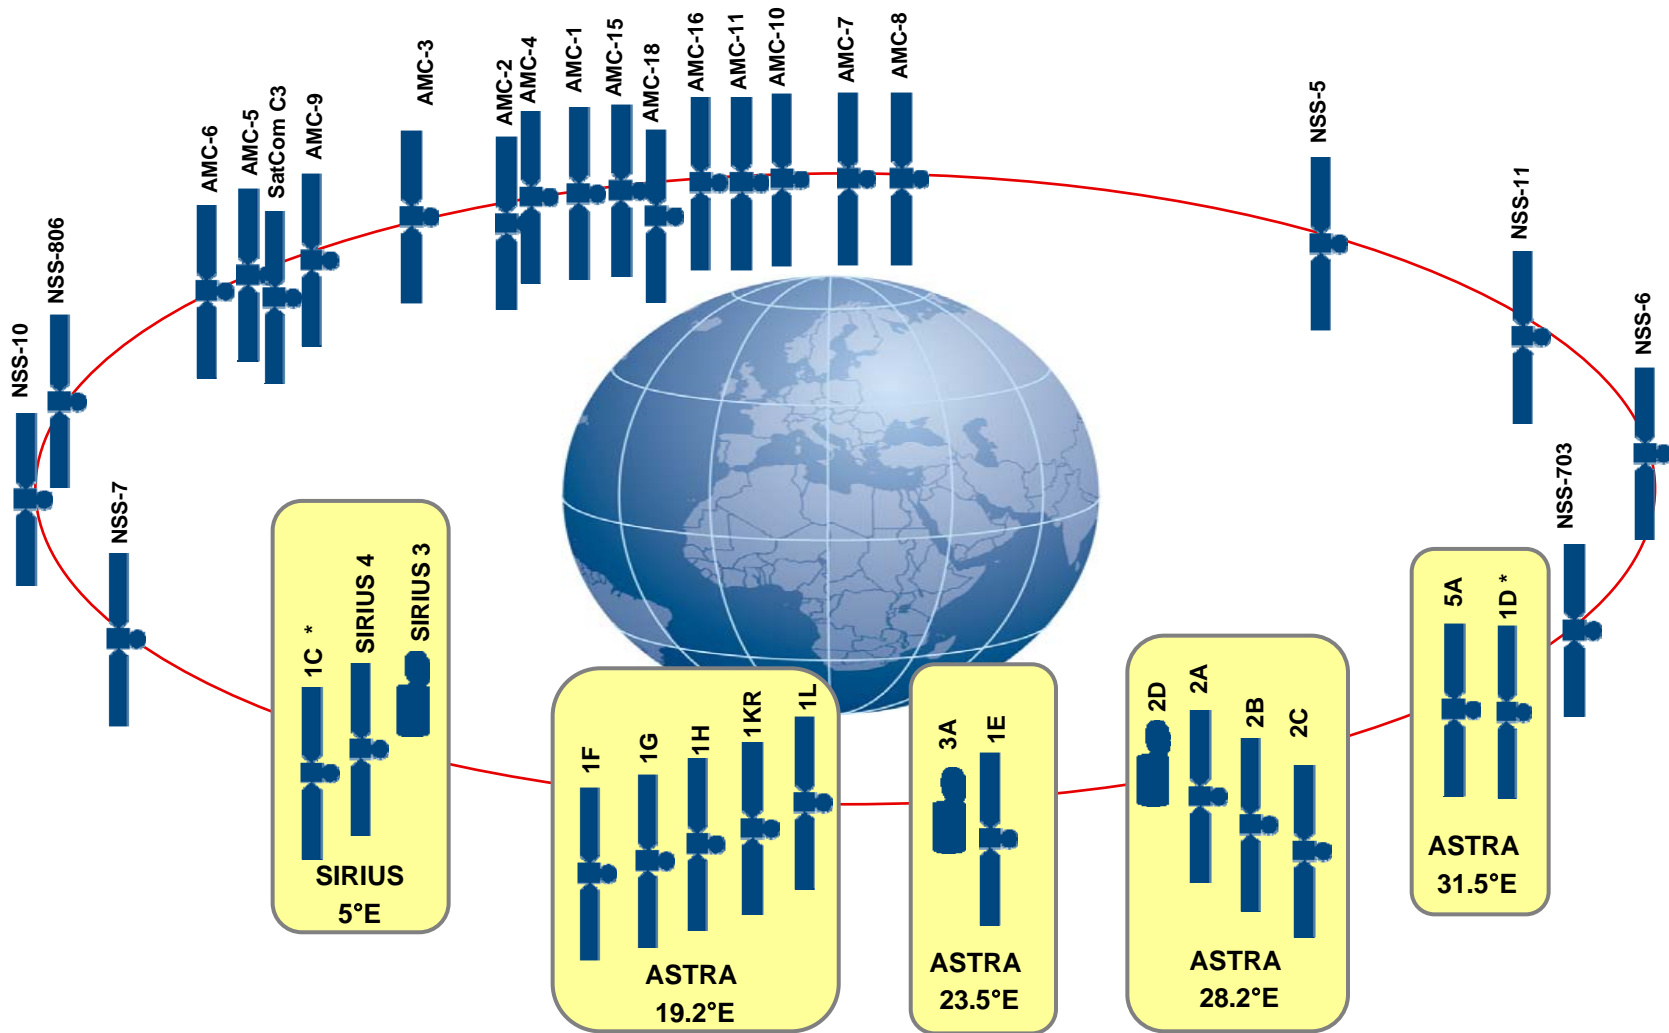 AMC-6
AMC-5
SatCom C3
AMC-9
AMC-3
AMC-2
AMC-4
AMC-1
AMC-15
AMC-18
AMC-16
AMC-11
AMC-10
AMC-7
AMC-8
NSS-5
NSS-11
NSS-6
NSS-703
NSS-806
NSS-10
NSS-7
1C *
SIRIUS 4
SIRIUS 3
SIRIUS
5°E
1F
1G
1H
1KR
1L
ASTRA
19.2°E
3A
1E
ASTRA
23.5°E
2D
2A
2B
2C
ASTRA
28.2°E
5A
1D *
ASTRA
31.5°E